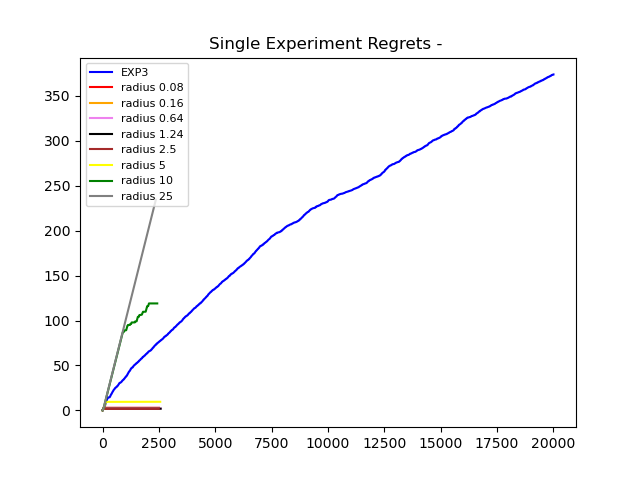 Single Experiment Regrets -
EXP3
radius 0.08
radius 0.16
radius 0.64
radius 1.24
radius 2.5
radius 5
radius 10
radius 25
350
300
250
200
150
100
50
0
0 2500 5000 7500 10000 12500 15000 17500 20000